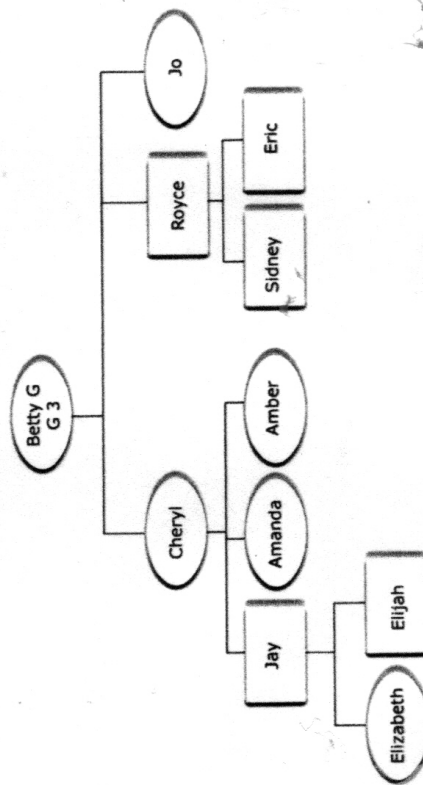 Betty G
G 3
Cheryl
Royce
Jo
Jay
Amanda
Amber
Sidney
Eric
Elizabeth
Elijah